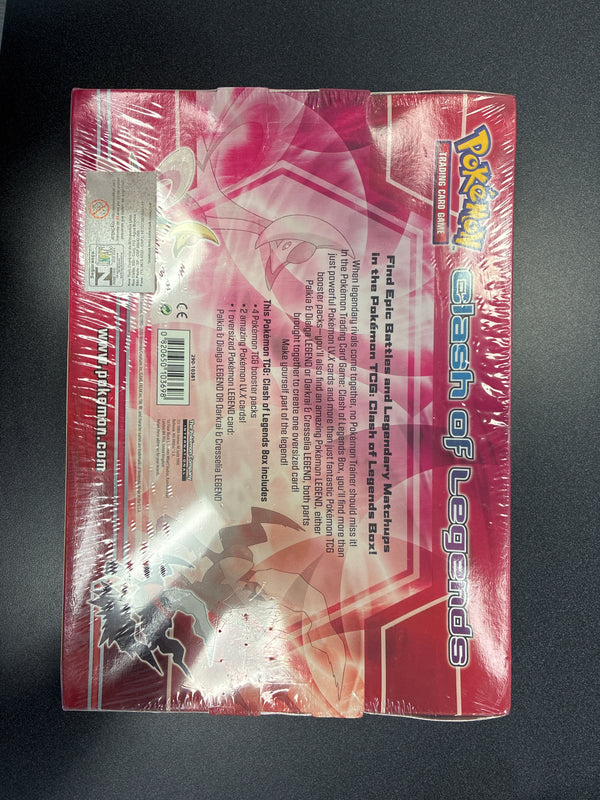 POKéMON
TRADING CARD GAME
Clash of Legends
Find Epic Battles and Legendary Matchups
in the Pokémon TCG: Clash of Legends Box!
When legendary rivals come together, no Pokémon Trainer should miss it!
In the Pokémon Trading Card Game: Clash of Legends Box, you'll find more than
just powerful Pokémon LV.X cards and more than just fantastic Pokémon TCG
booster packs—you'll also find an amazing Pokémon LEGEND, either
Palkia & Dialga LEGEND or Darkrai & Cresselia LEGEND, both parts
brought together to create one oversized card!
Make yourself part of the legend!
This Pokémon TCG: Clash of Legends Box includes
• 4 Pokémon TCG booster packs
• 2 amazing Pokémon LV.X cards!
• 1 oversized Pokémon LEGEND card:
Palkia & Dialga LEGEND OR Darkrai & Cresselia LEGEND
CE
290-10361
0 820650 103698
www.pokemon.com
N